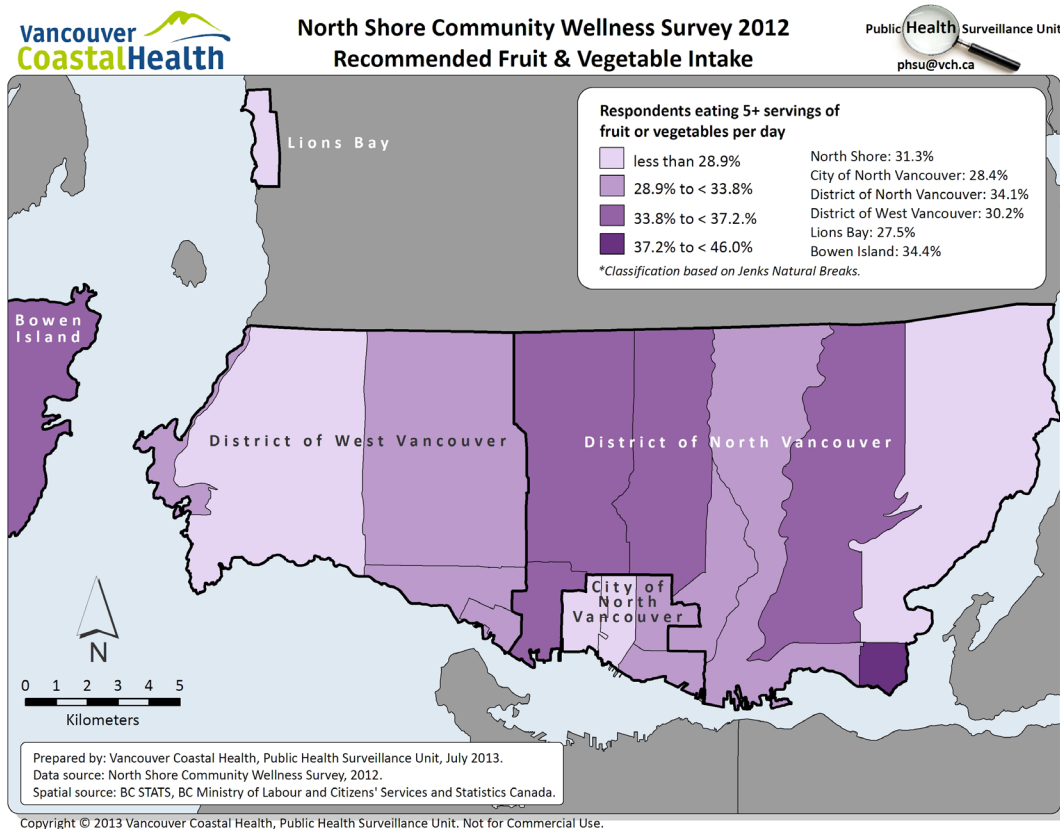 Vancouver
CoastalHealth
North Shore Community Wellness Survey 2012
Recommended Fruit & Vegetable Intake
Public Health Surveillance Unit
phsu@vch.ca
Respondents eating 5+ servings of
fruit or vegetables per day
less than 28.9%
28.9% to < 33.8%
33.8% to < 37.2.%
37.2% to < 46.0%
North Shore: 31.3%
City of North Vancouver: 28.4%
District of North Vancouver: 34.1%
District of West Vancouver: 30.2%
Lions Bay: 27.5%
Bowen Island: 34.4%
*Classification based on Jenks Natural Breaks.
Lions Bay
Bowen
Island
District of West Vancouver
District of North Vancouver
City of
North
Vancouver
N
0 1 2 3 4 5
Kilometers
Prepared by: Vancouver Coastal Health, Public Health Surveillance Unit, July 2013.
Data source: North Shore Community Wellness Survey, 2012.
Spatial source: BC STATS, BC Ministry of Labour and Citizens' Services and Statistics Canada.
Copyright © 2013 Vancouver Coastal Health, Public Health Surveillance Unit. Not for Commercial Use.